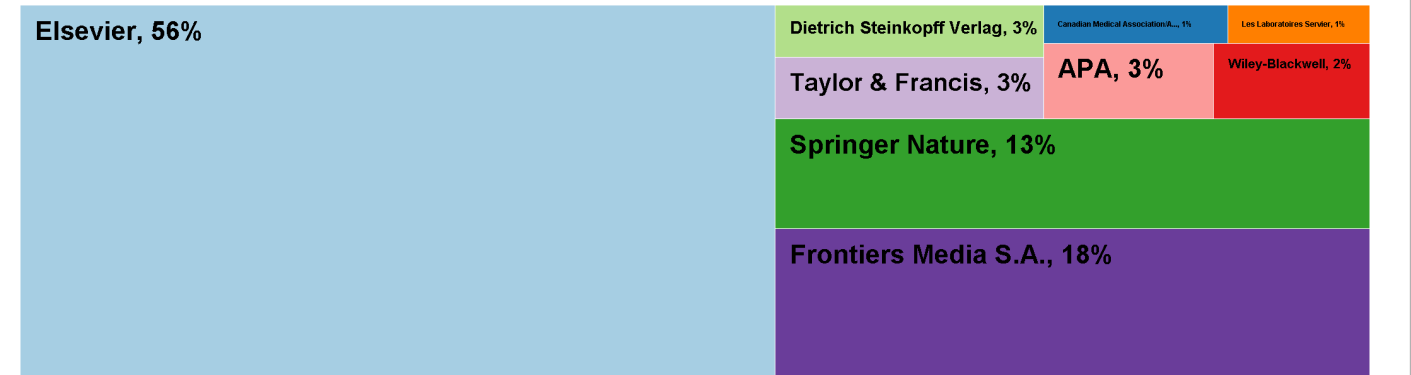 Elsevier, 56%
Dietrich Steinkopff Verlag, 3%
Canadian Medical Association/A..., 1%
Les Laboratoires Servier, 1%
Taylor & Francis, 3%
APA, 3%
Wiley-Blackwell, 2%
Springer Nature, 13%
Frontiers Media S.A., 18%